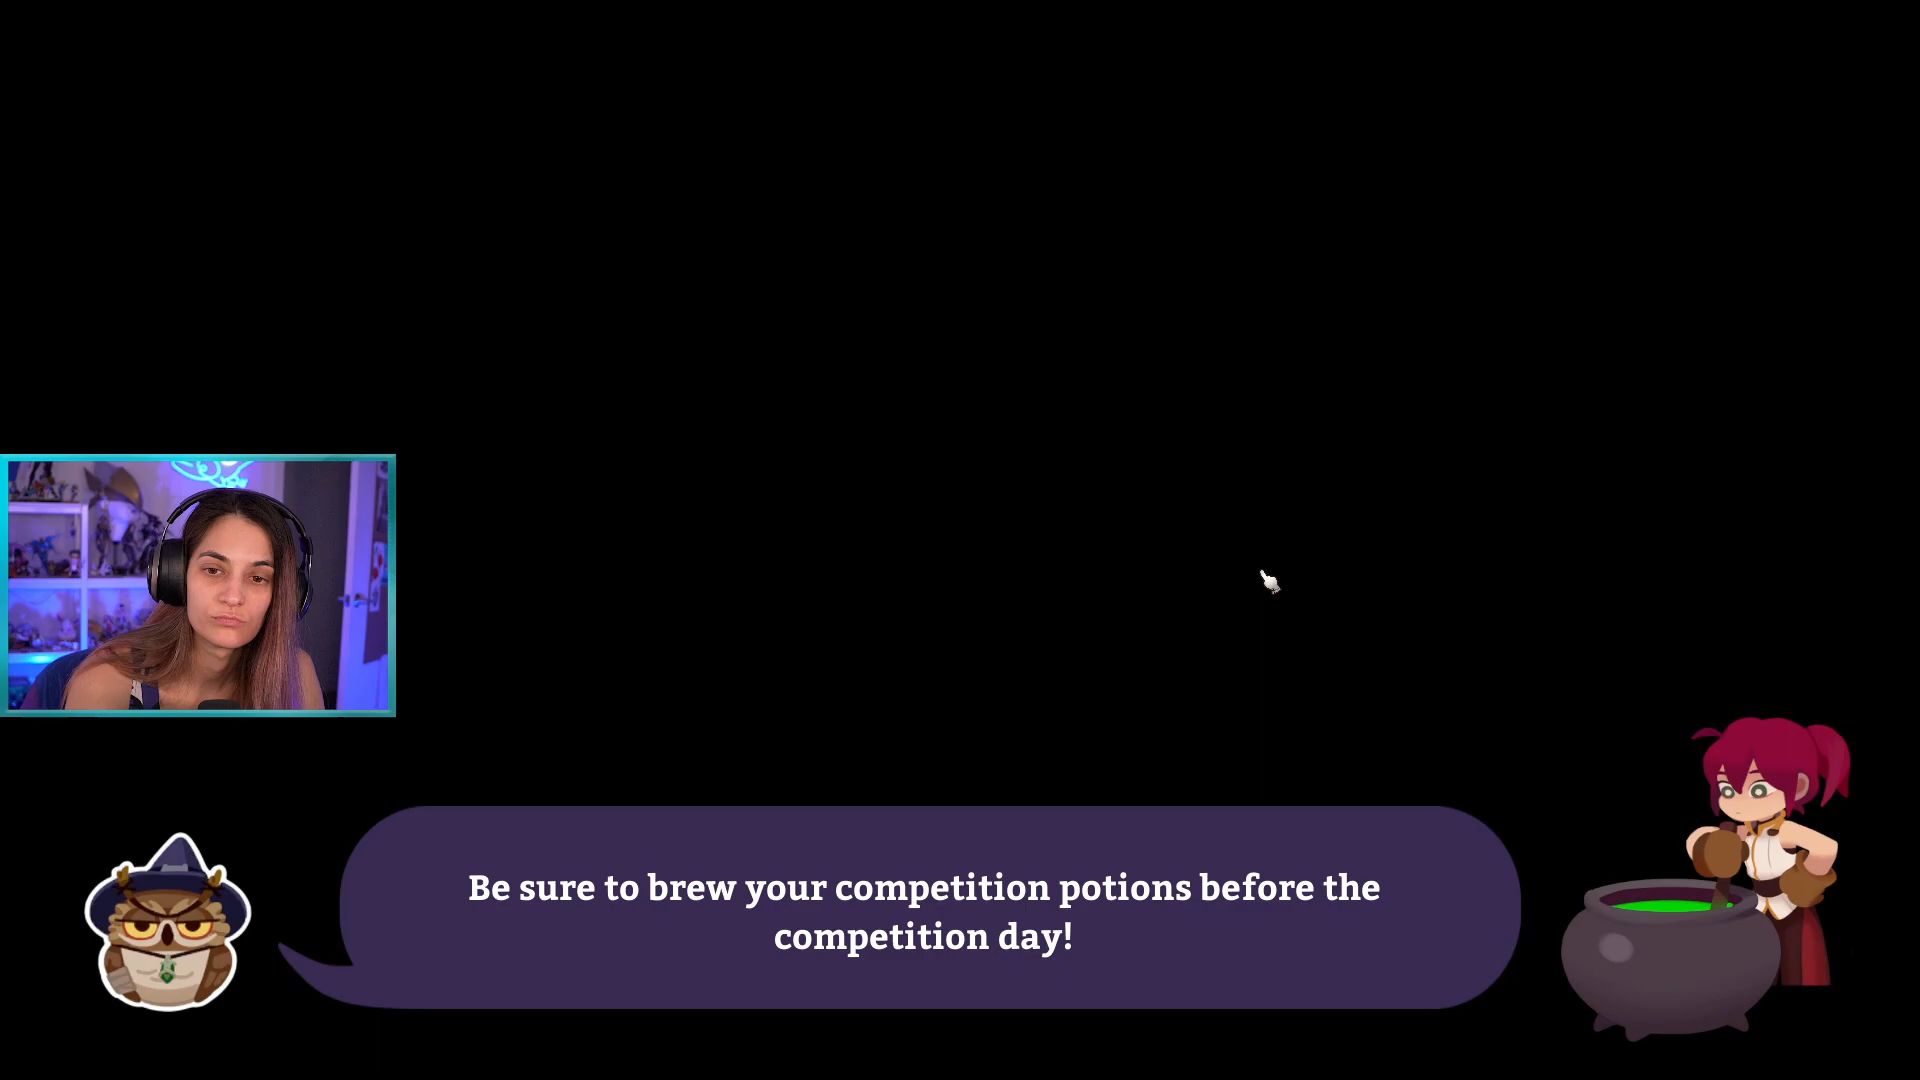 Be sure to brew your competition potions before the
competition day!